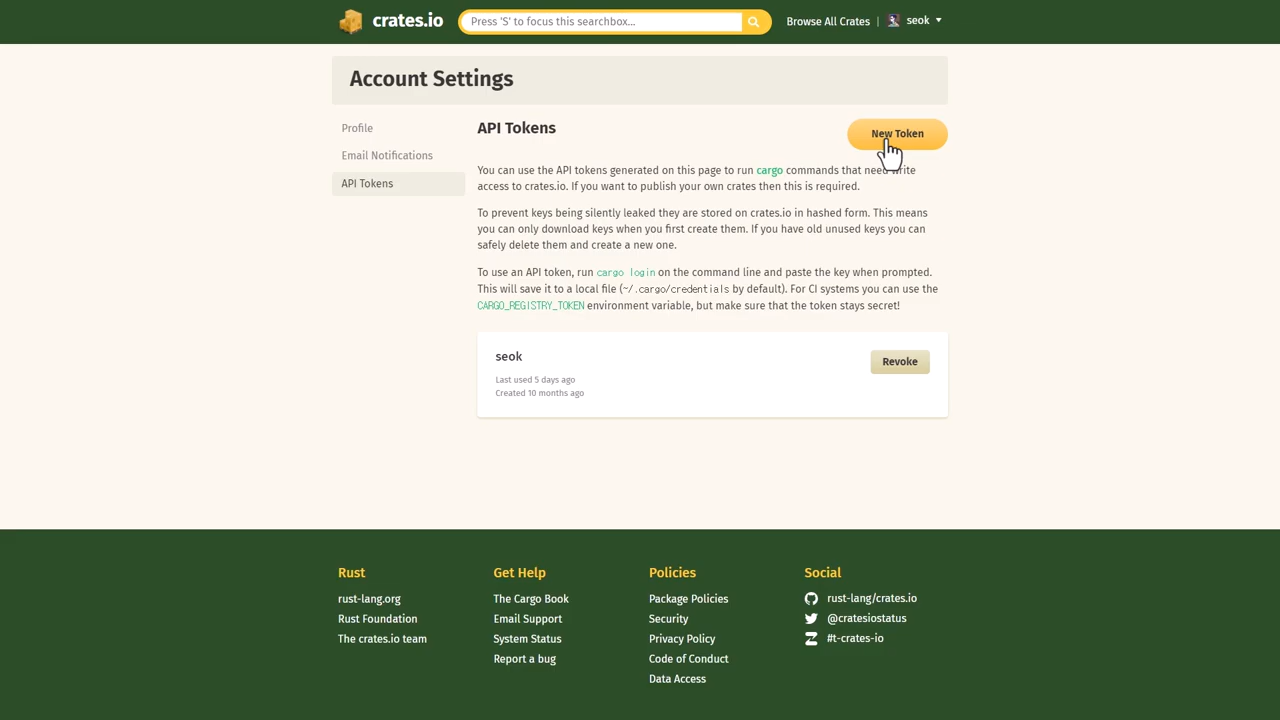 crates.io
Press 'S' to focus this searchbox...
Browse All Crates | seok
Account Settings
Profile
Email Notifications
API Tokens
API Tokens
New Token
You can use the API tokens generated on this page to run cargo commands that need write
access to crates.io. If you want to publish your own crates then this is required.
To prevent keys being silently leaked they are stored on crates.io in hashed form. This means
you can only download keys when you first create them. If you have old unused keys you can
safely delete them and create a new one.
To use an API token, run cargo login on the command line and paste the key when prompted.
This will save it to a local file (~/.cargo/credentials by default). For CI systems you can use the
CARGO_REGISTRY_TOKEN environment variable, but make sure that the token stays secret!
seok
Revoke
Last used 5 days ago
Created 10 months ago
Rust
rust-lang.org
Rust Foundation
The crates.io team
Get Help
The Cargo Book
Email Support
System Status
Report a bug
Policies
Package Policies
Security
Privacy Policy
Code of Conduct
Data Access
Social
rust-lang/crates.io
@cratesiostatus
#t-crates-io